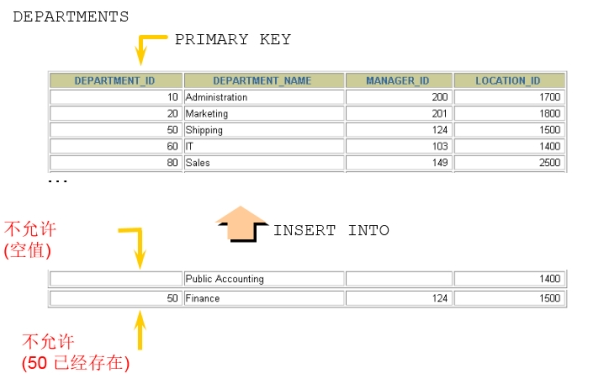 DEPARTMENTS
PRIMARY KEY
DEPARTMENT_ID DEPARTMENT_NAME MANAGER_ID LOCATION_ID
10 Administration 200 1700
20 Marketing 201 1800
50 Shipping 124 1500
60 IT 103 1400
80 Sales 149 2500
...
INSERT INTO
不允许
(空值)
Public Accounting 1400
50 Finance 124 1500
不允许
(50 已经存在)